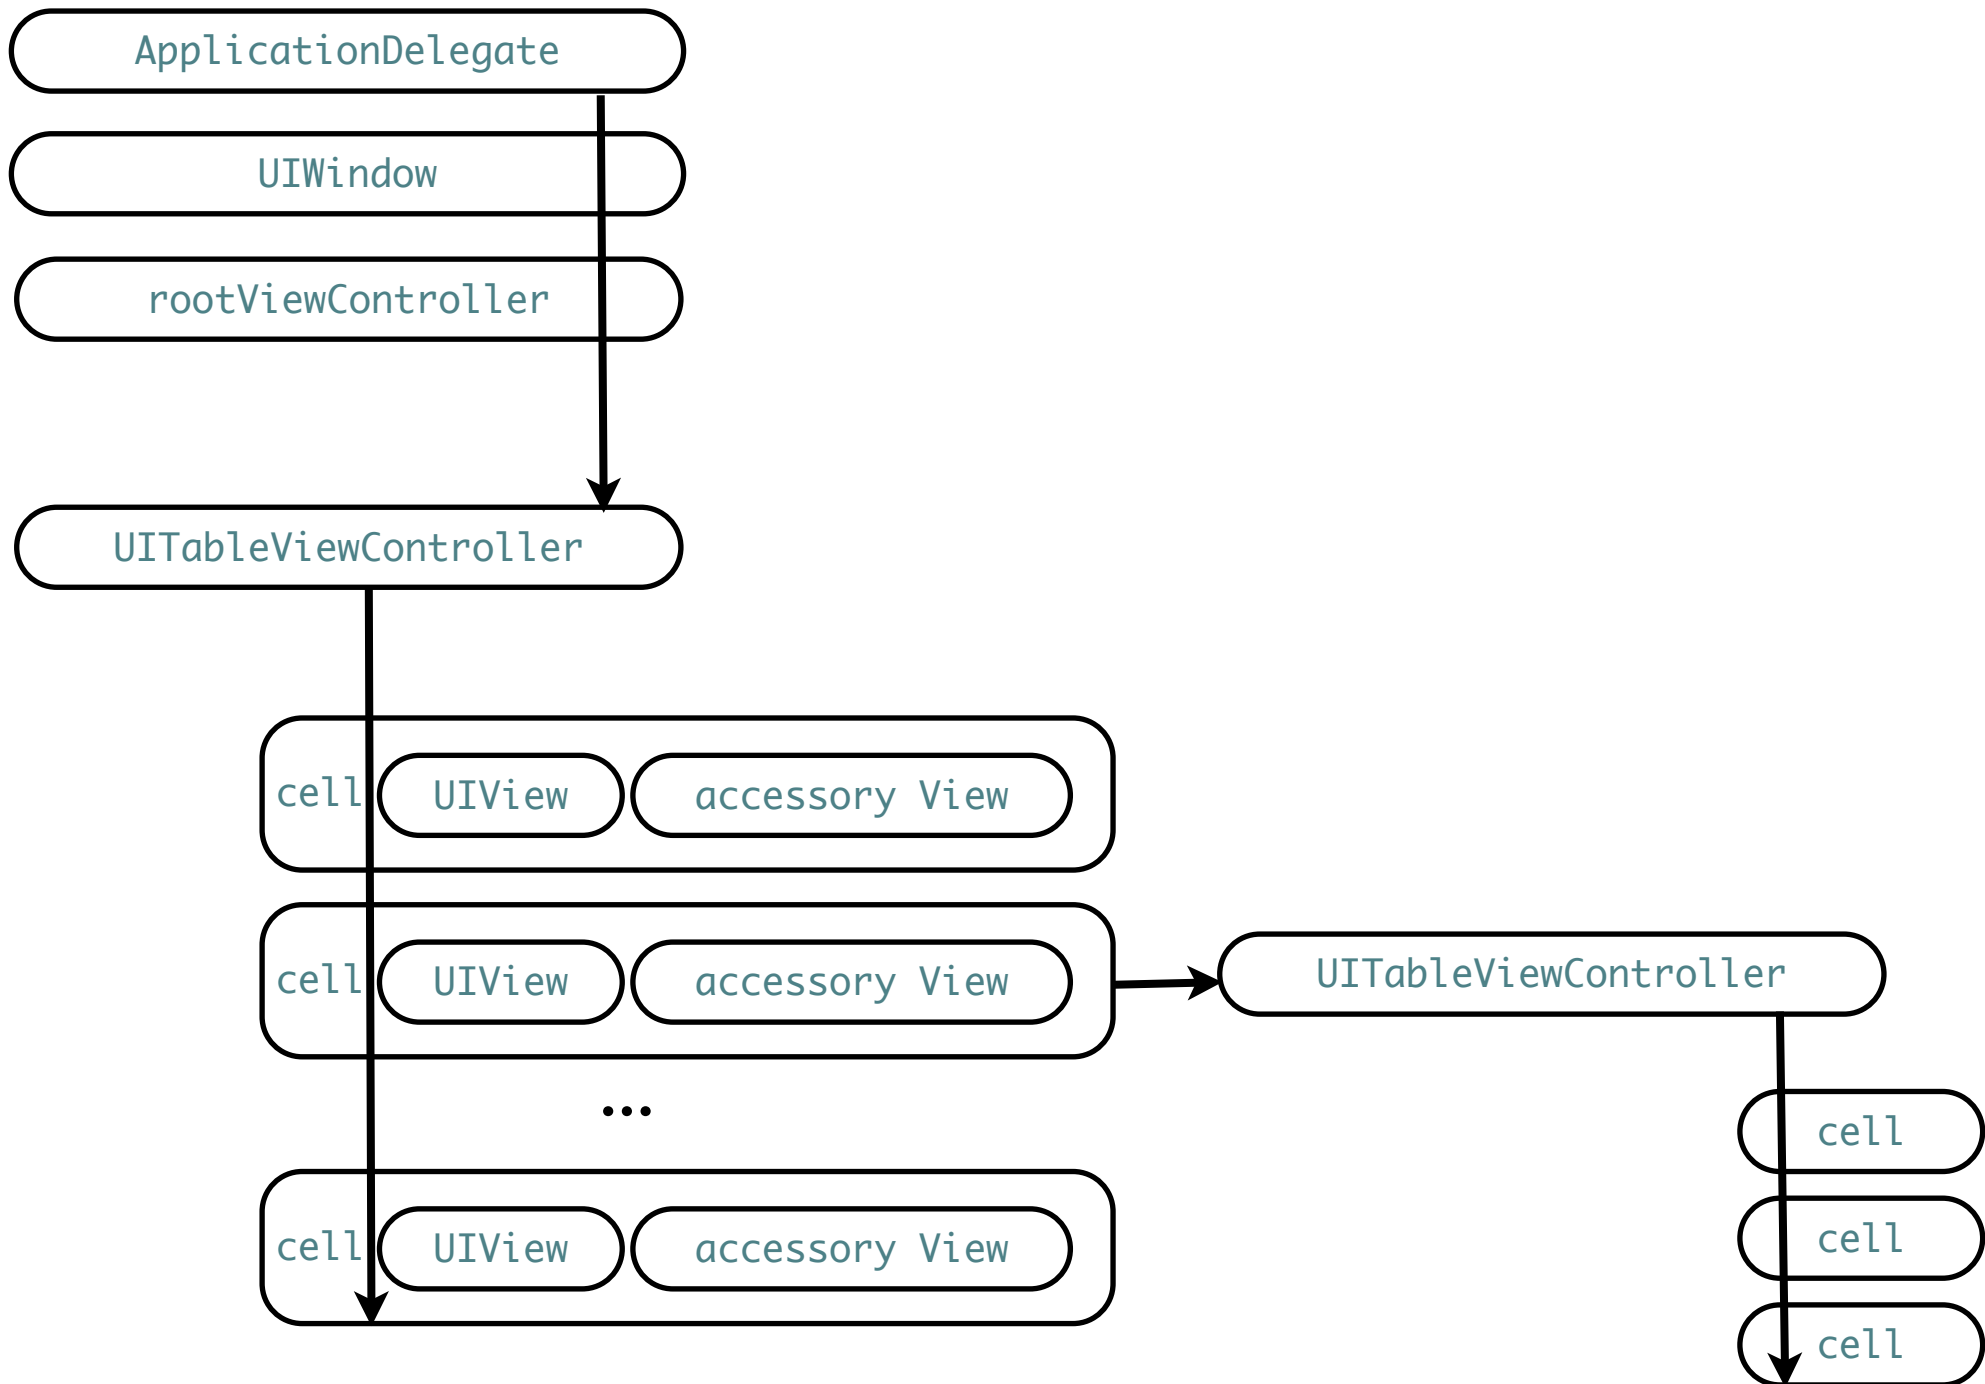 ApplicationDelegate
UIWindow
rootViewController
UITableViewController
cell UIView accessory View
cell UIView accessory View
UITableViewController
...
cell
cell UIView accessory View
cell
cell